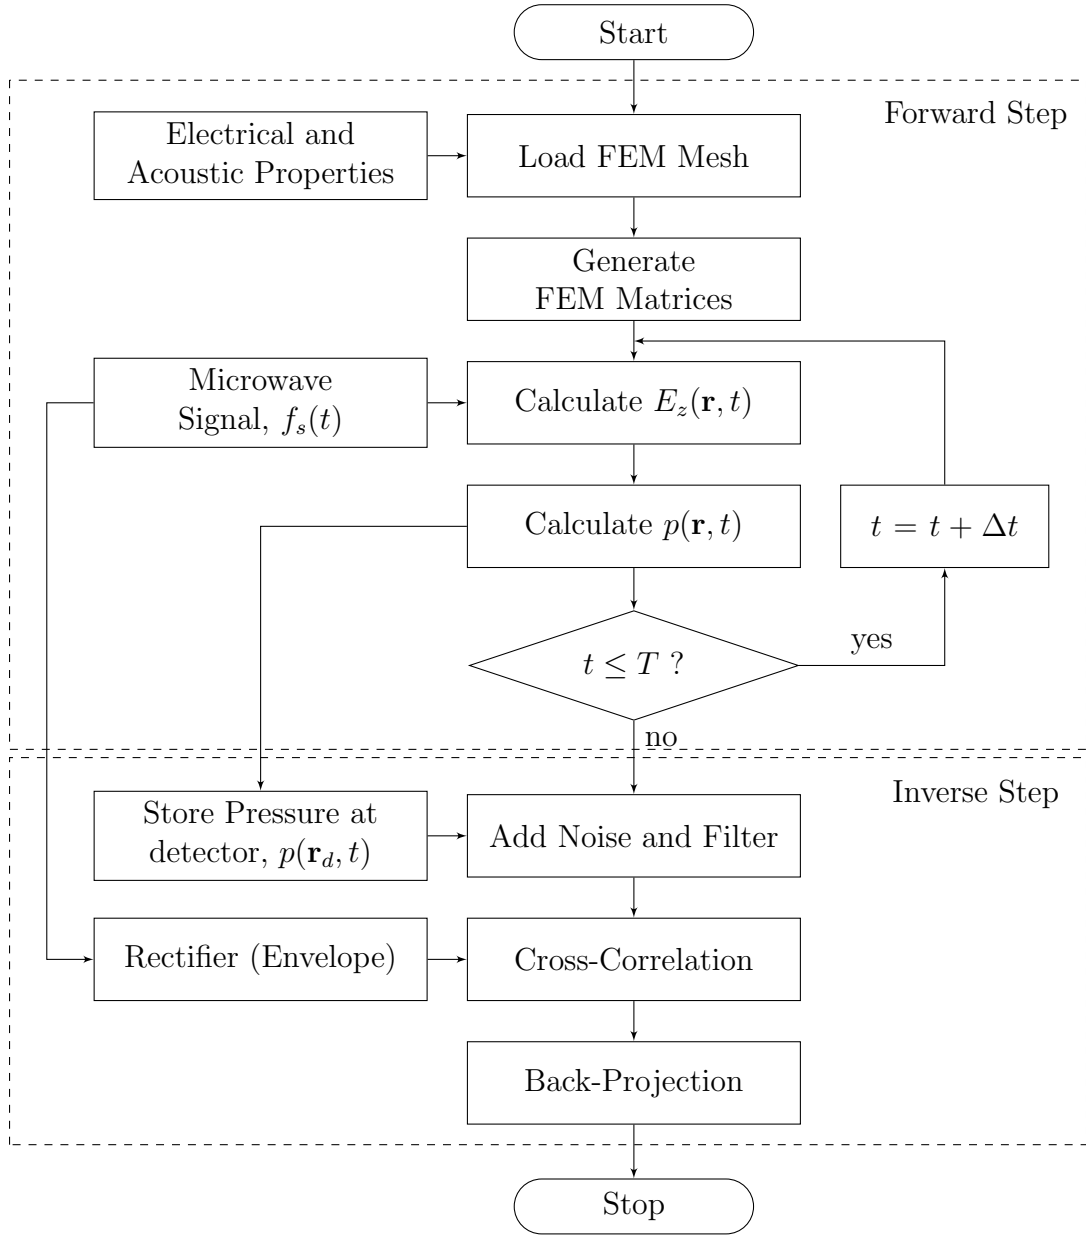 Start
Forward Step
Electrical and
Acoustic Properties
Load FEM Mesh
Generate
FEM Matrices
Microwave
Signal, fₛ(t)
Calculate E_z(𝐫, t)
Calculate p(𝐫, t)
t = t + Δt
t ≤ T ?
yes
no
Inverse Step
Store Pressure at
detector, p(𝐫_d, t)
Add Noise and Filter
Rectifier (Envelope)
Cross-Correlation
Back-Projection
Stop